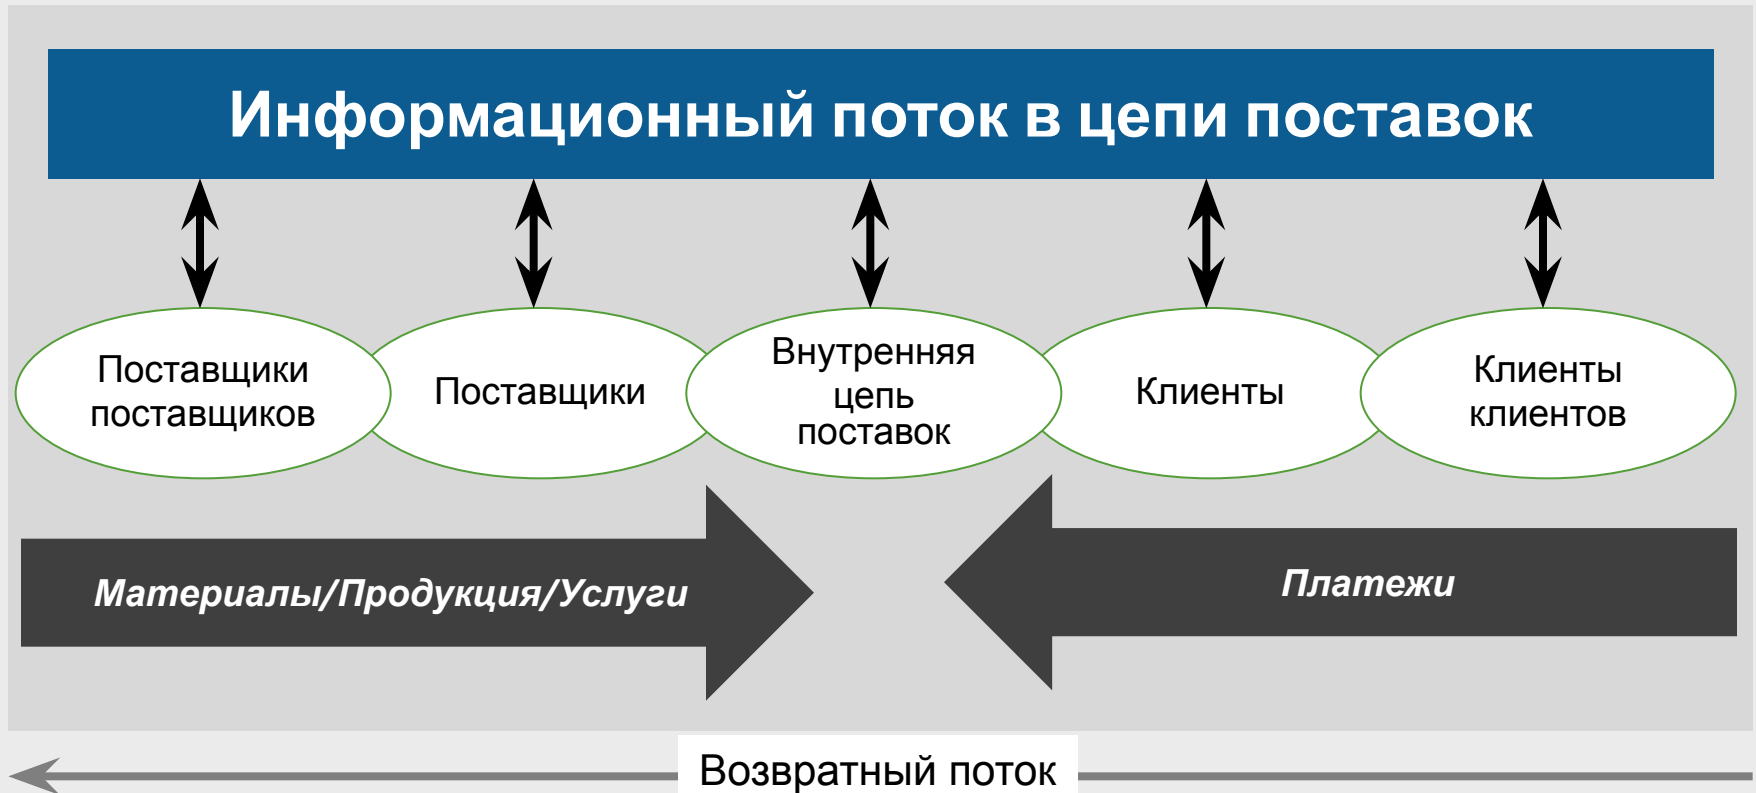 Информационный поток в цепи поставок
Поставщики
поставщиков
Поставщики
Внутренняя
цепь
поставок
Клиенты
Клиенты
клиентов
Материалы/Продукция/Услуги
Платежи
Возвратный поток